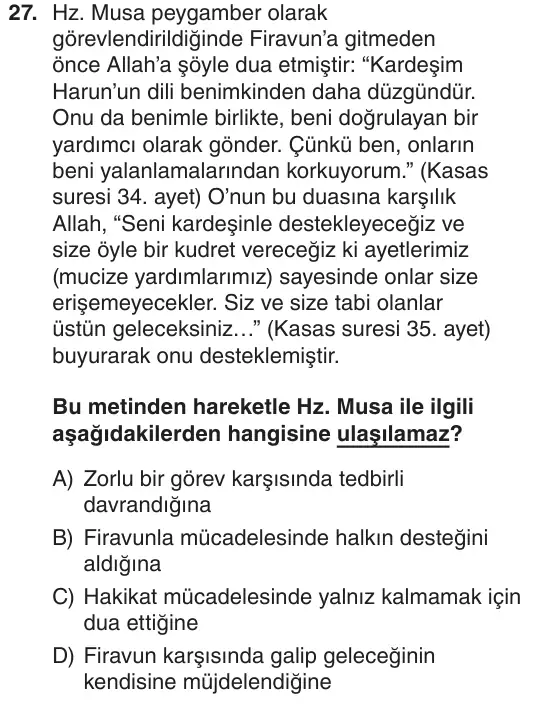 27. Hz. Musa peygamber olarak
görevlendirildiğinde Firavun’a gitmeden
önce Allah’a şöyle dua etmiştir: “Kardeşim
Harun’un dili benimkinden daha düzgündür.
Onu da benimle birlikte, beni doğrulayan bir
yardımcı olarak gönder. Çünkü ben, onların
beni yalanlamalarından korkuyorum.” (Kasas
suresi 34. ayet) O’nun bu duasına karşılık
Allah, “Seni kardeşinle destekleyeceğiz ve
size öyle bir kudret vereceğiz ki ayetlerimiz
(mucize yardımlarımız) sayesinde onlar size
erişemeyecekler. Siz ve size tabi olanlar
üstün geleceksiniz…” (Kasas suresi 35. ayet)
buyurarak onu desteklemiştir.
Bu metinden hareketle Hz. Musa ile ilgili
aşağıdakilerden hangisine ulaşılamaz?
A) Zorlu bir görev karşısında tedbirli
davrandığına
B) Firavunla mücadelesinde halkın desteğini
aldığına
C) Hakikat mücadelesinde yalnız kalmamak için
dua ettiğine
D) Firavun karşısında galip geleceğinin
kendisine müjdelendiğine